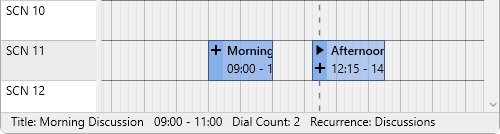 SCN 10
SCN 11
Morning
09:00 - 1
Afternoon
12:15 - 14
SCN 12
Title: Morning Discussion 09:00 - 11:00 Dial Count: 2 Recurrence: Discussions